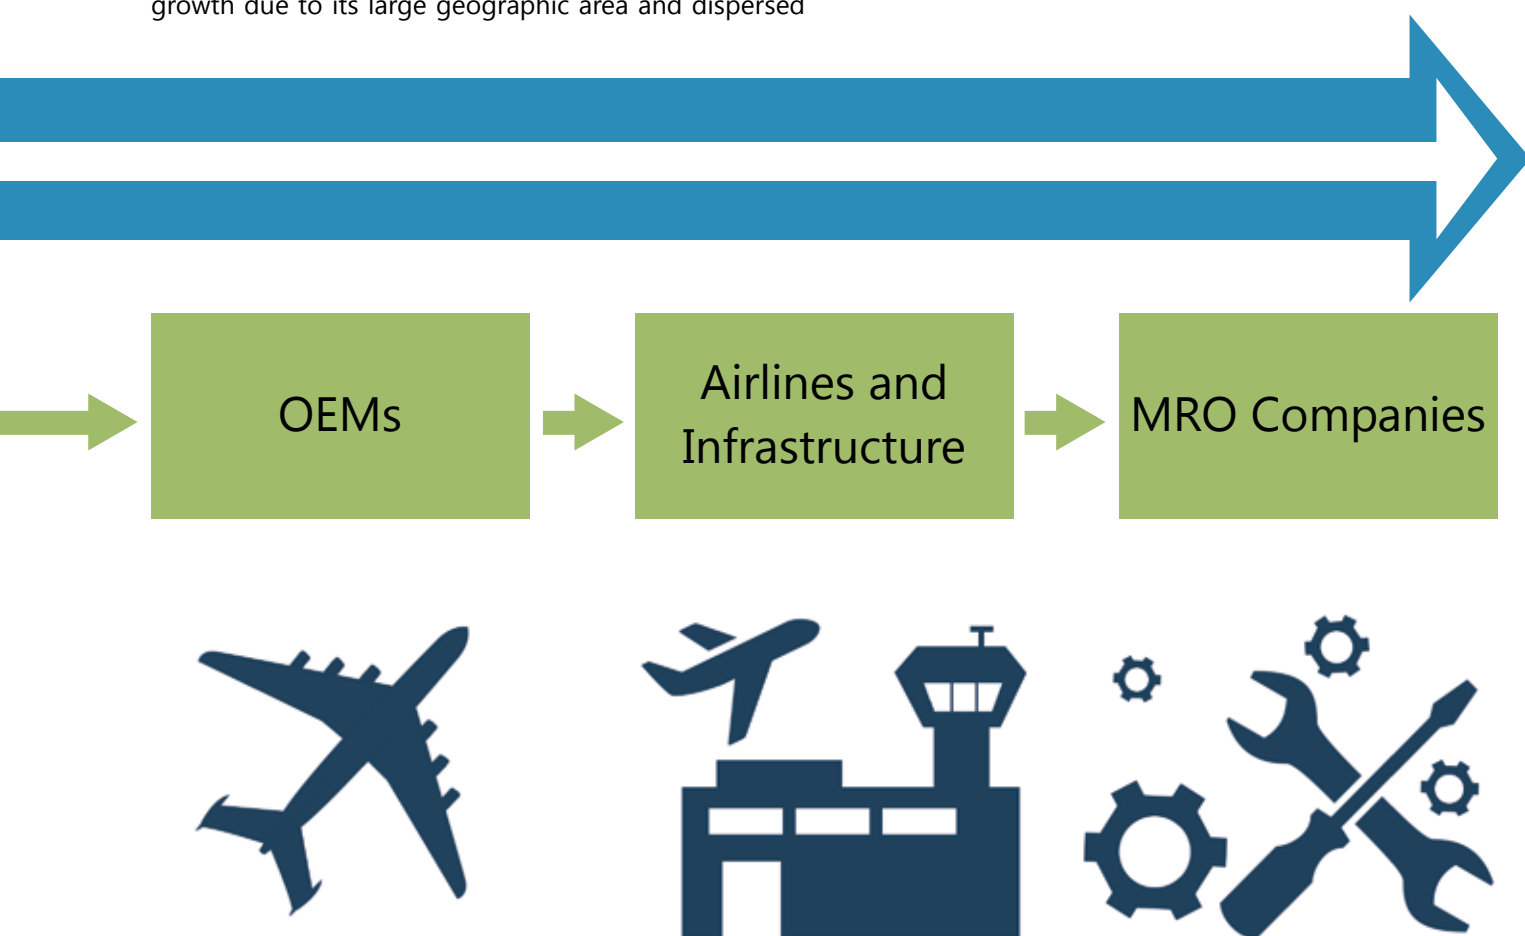 growth due to its large geographic area and dispersed
OEMs
Airlines and
Infrastructure
MRO Companies